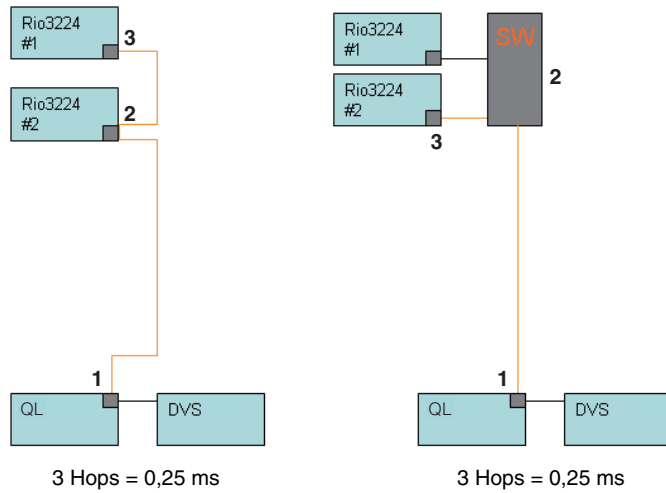 Rio3224
#1
3
Rio3224
#2
2
1
QL
DVS
3 Hops = 0,25 ms
Rio3224
#1
SW
2
Rio3224
#2
3
1
QL
DVS
3 Hops = 0,25 ms